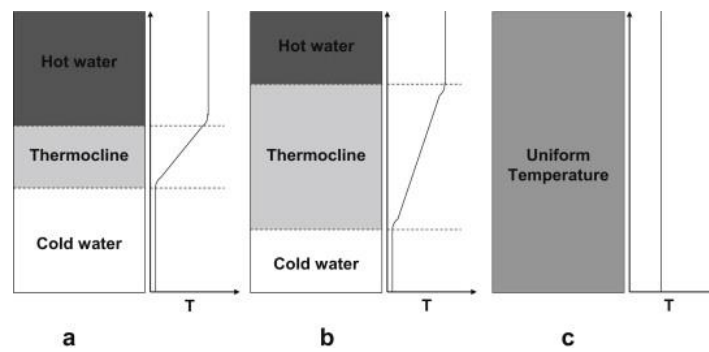 Hot water
Thermocline
Cold water
T
a
Hot water
Thermocline
Cold water
T
b
Uniform
Temperature
T
c